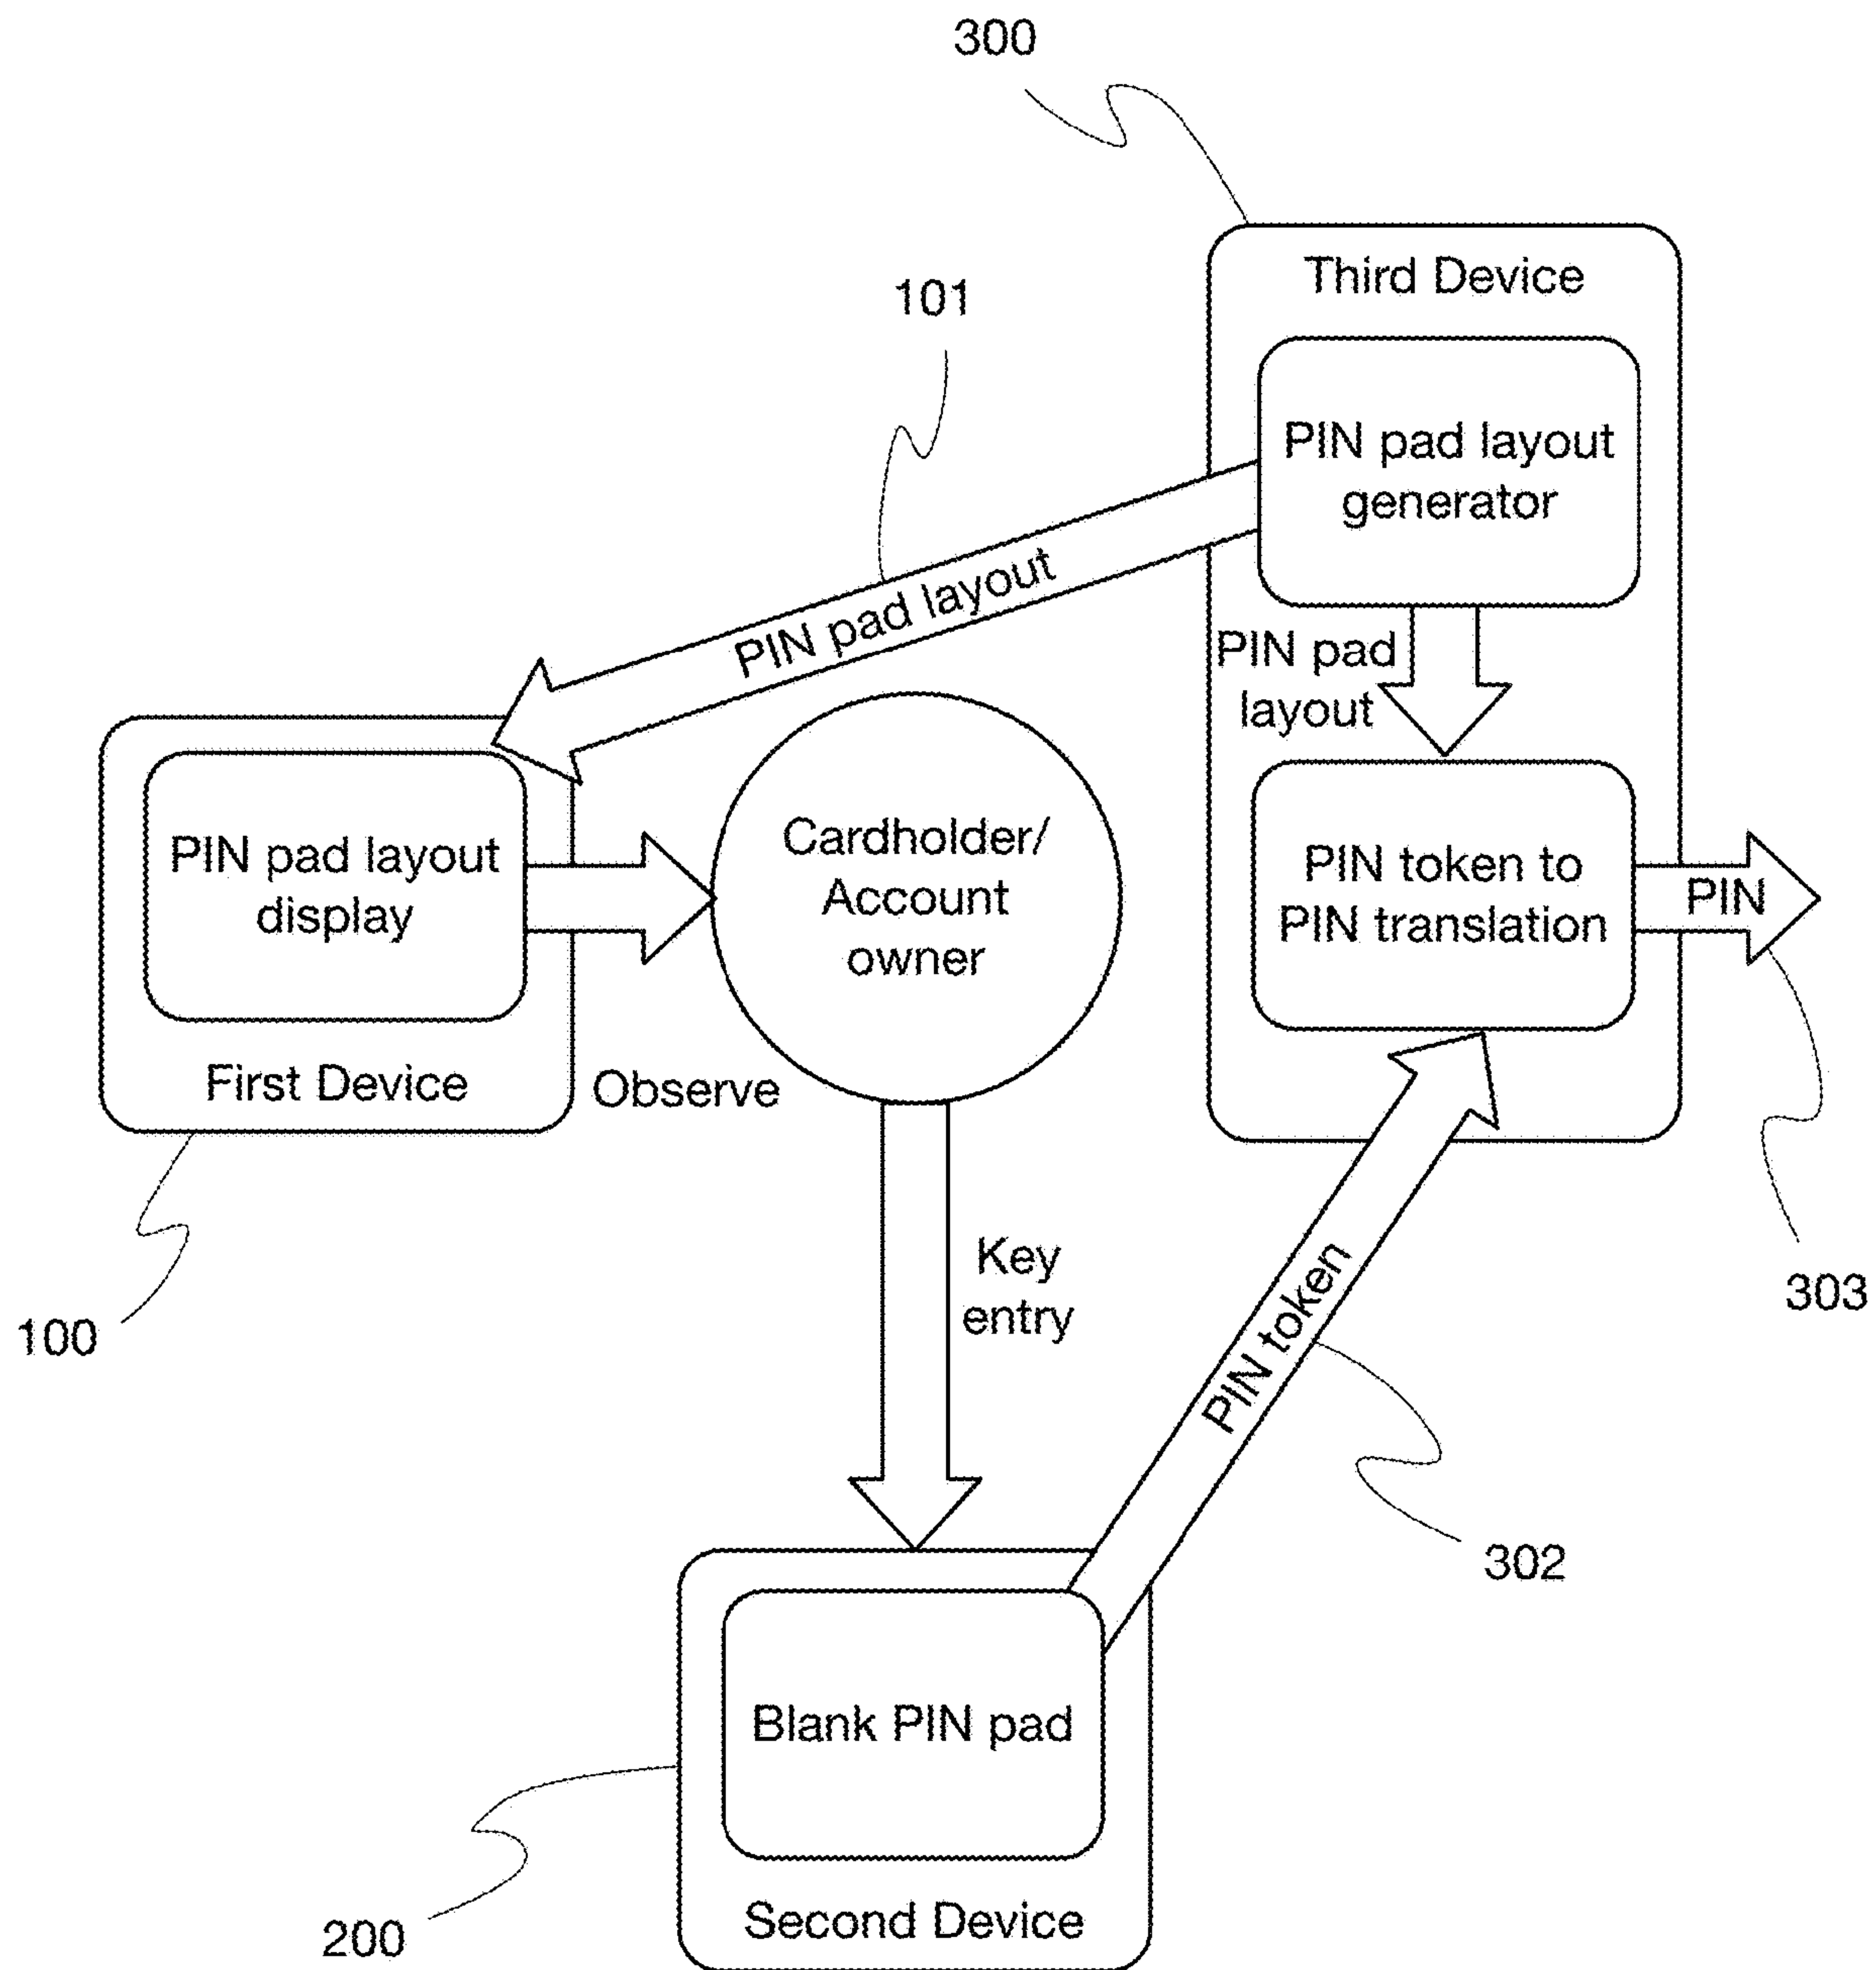 300
Third Device
101
PIN pad layout
generator
PIN pad layout
PIN pad
layout
PIN pad layout
display
First Device
Observe
Cardholder/
Account
owner
PIN token to
PIN translation
PIN
303
100
Key
entry
PIN token
302
Blank PIN pad
Second Device
200